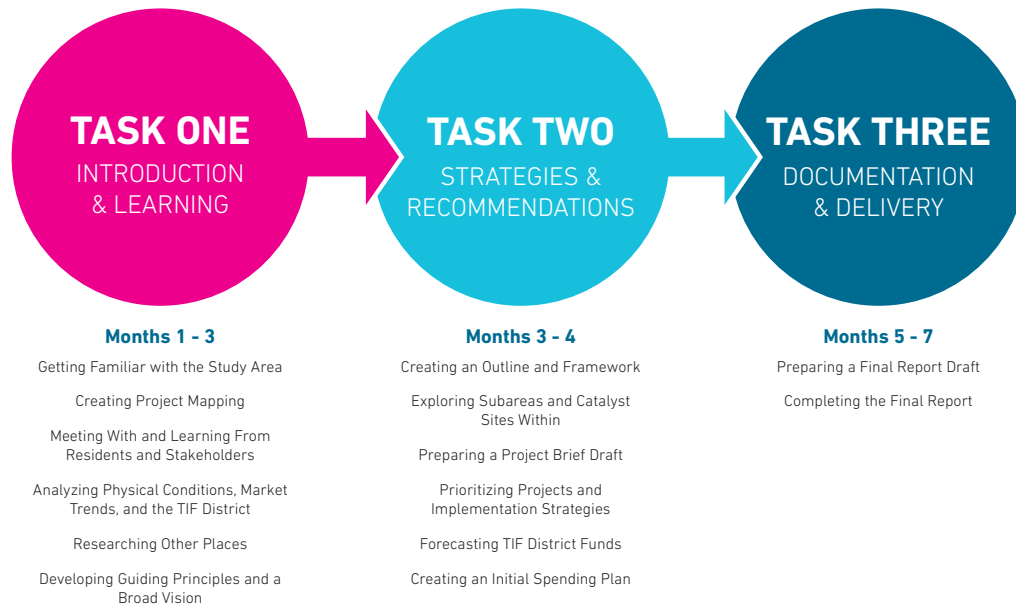 TASK ONE
INTRODUCTION
& LEARNING
Months 1 - 3
Getting Familiar with the Study Area
Creating Project Mapping
Meeting With and Learning From
Residents and Stakeholders
Analyzing Physical Conditions, Market
Trends, and the TIF District
Researching Other Places
Developing Guiding Principles and a
Broad Vision
TASK TWO
STRATEGIES &
RECOMMENDATIONS
Months 3 - 4
Creating an Outline and Framework
Exploring Subareas and Catalyst
Sites Within
Preparing a Project Brief Draft
Prioritizing Projects and
Implementation Strategies
Forecasting TIF District Funds
Creating an Initial Spending Plan
TASK THREE
DOCUMENTATION
& DELIVERY
Months 5 - 7
Preparing a Final Report Draft
Completing the Final Report